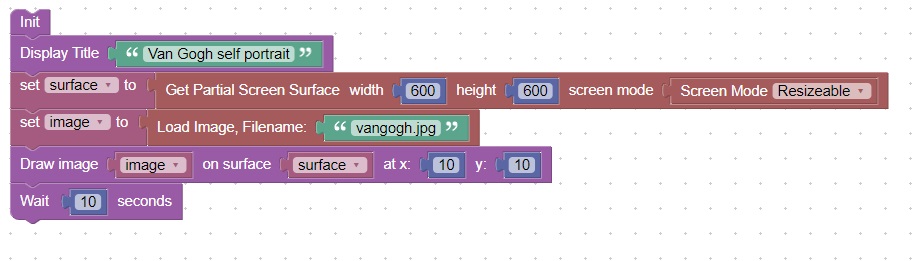 Init
Display Title “ Van Gogh self portrait ”
set surface to Get Partial Screen Surface width 600 height 600 screen mode Screen Mode Resizeable
set image to Load Image, Filename: “ vangogh.jpg ”
Draw image image on surface surface at x: 10 y: 10
Wait 10 seconds